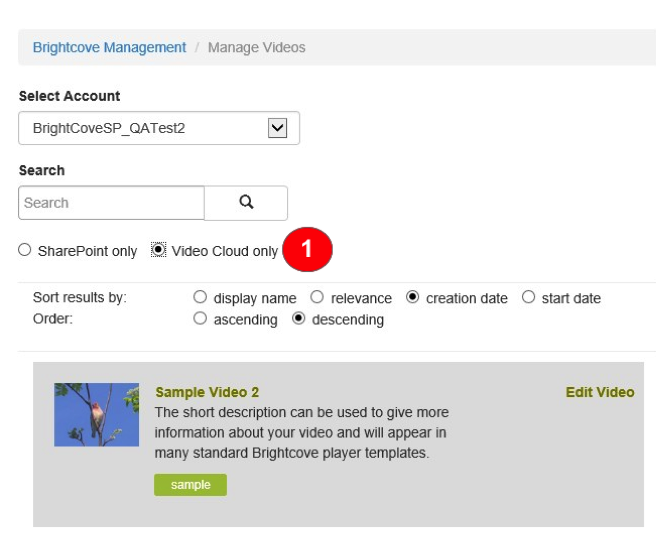 Brightcove Management / Manage Videos
Select Account
BrightCoveSP_QATest2
Search
Search
SharePoint only Video Cloud only 1
Sort results by: display name relevance creation date start date
Order: ascending descending
Sample Video 2 Edit Video
The short description can be used to give more
information about your video and will appear in
many standard Brightcove player templates.
sample